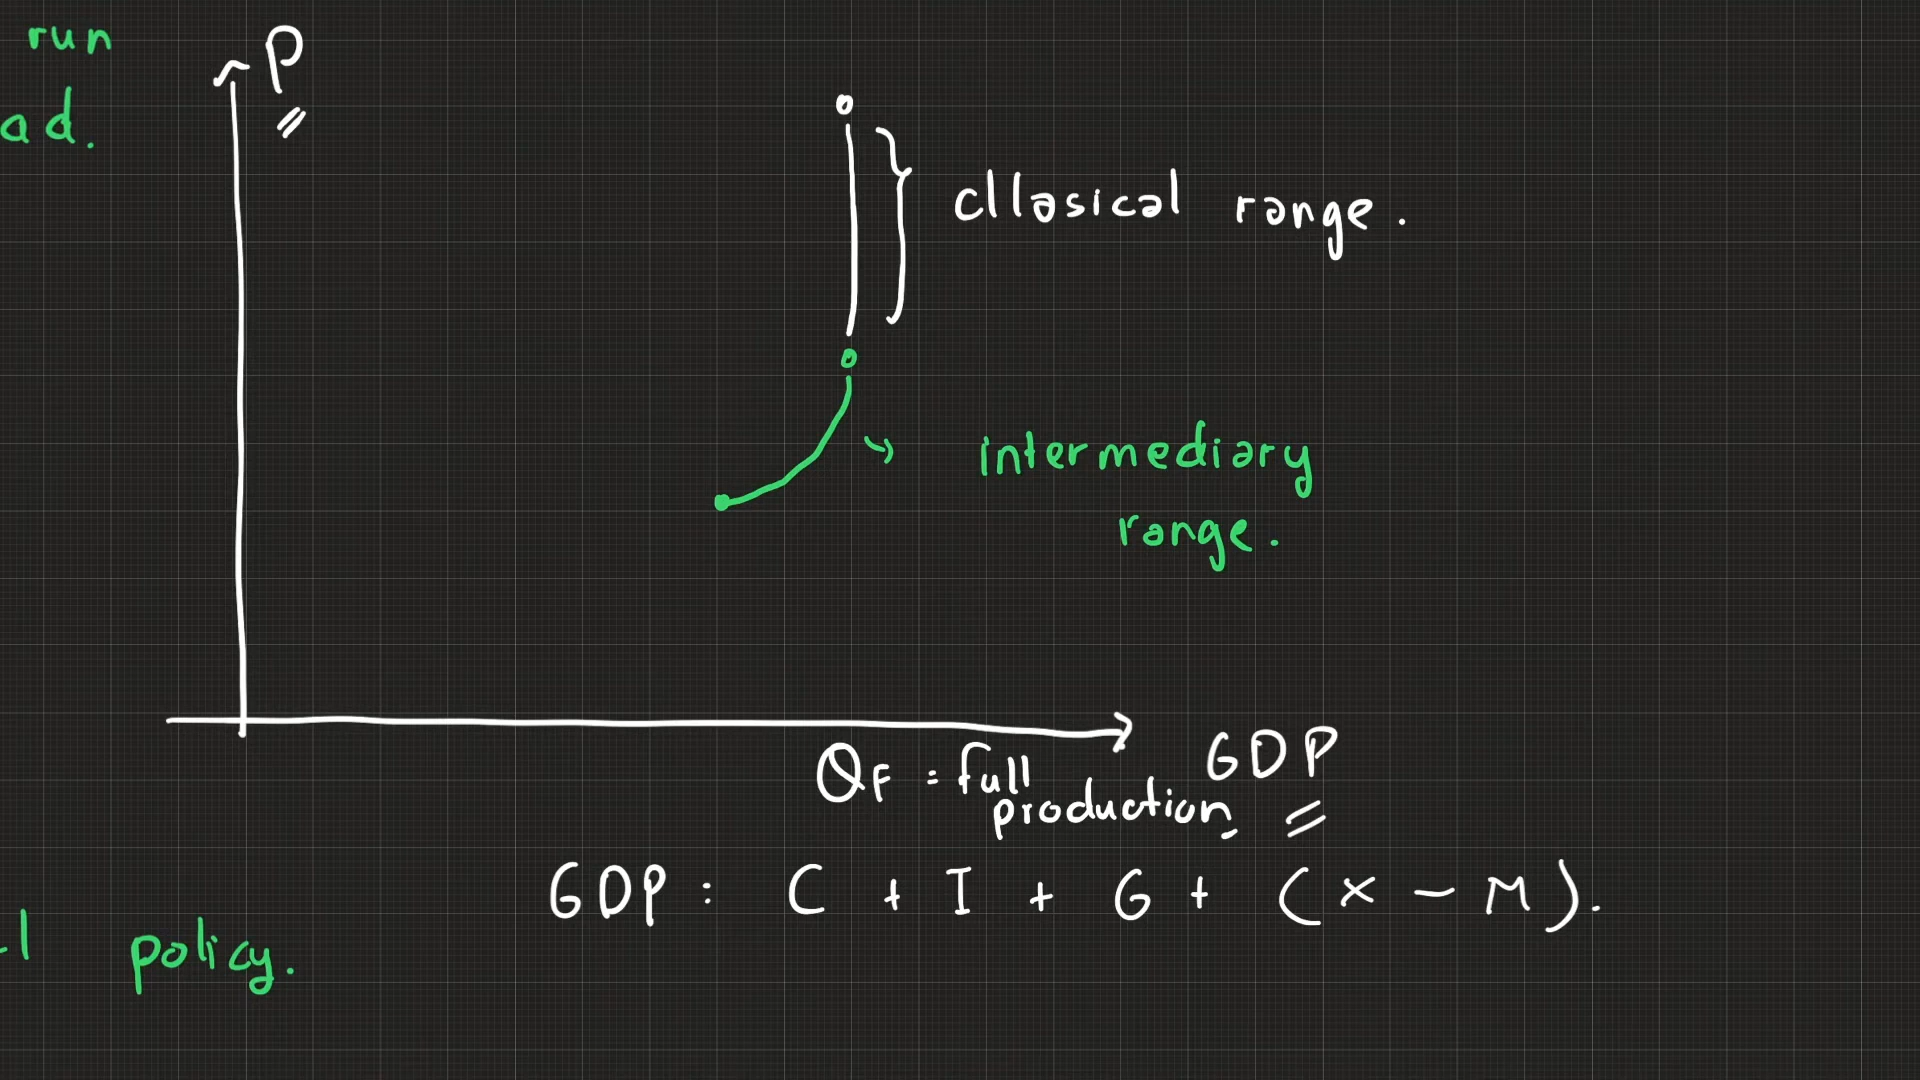 run
ad.
P
cllasical range.
intermediary
range.
QF = full
production.
GDP
GDP: C + I + G + (X - M).
policy.